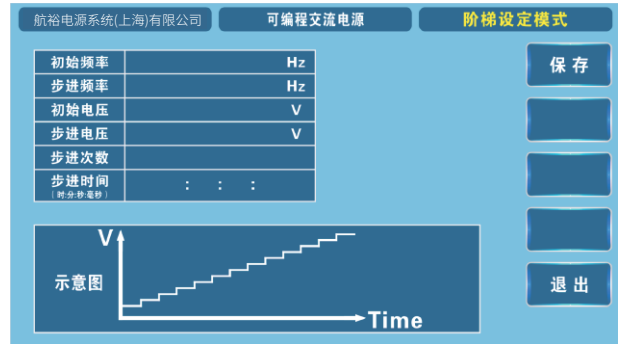 航裕电源系统(上海)有限公司
可编程交流电源
阶梯设定模式
初始频率 Hz
步进频率 Hz
初始电压 V
步进电压 V
步进次数
步进时间 : : :
(时:分:秒:毫秒)
保存
退出
V
示意图
Time